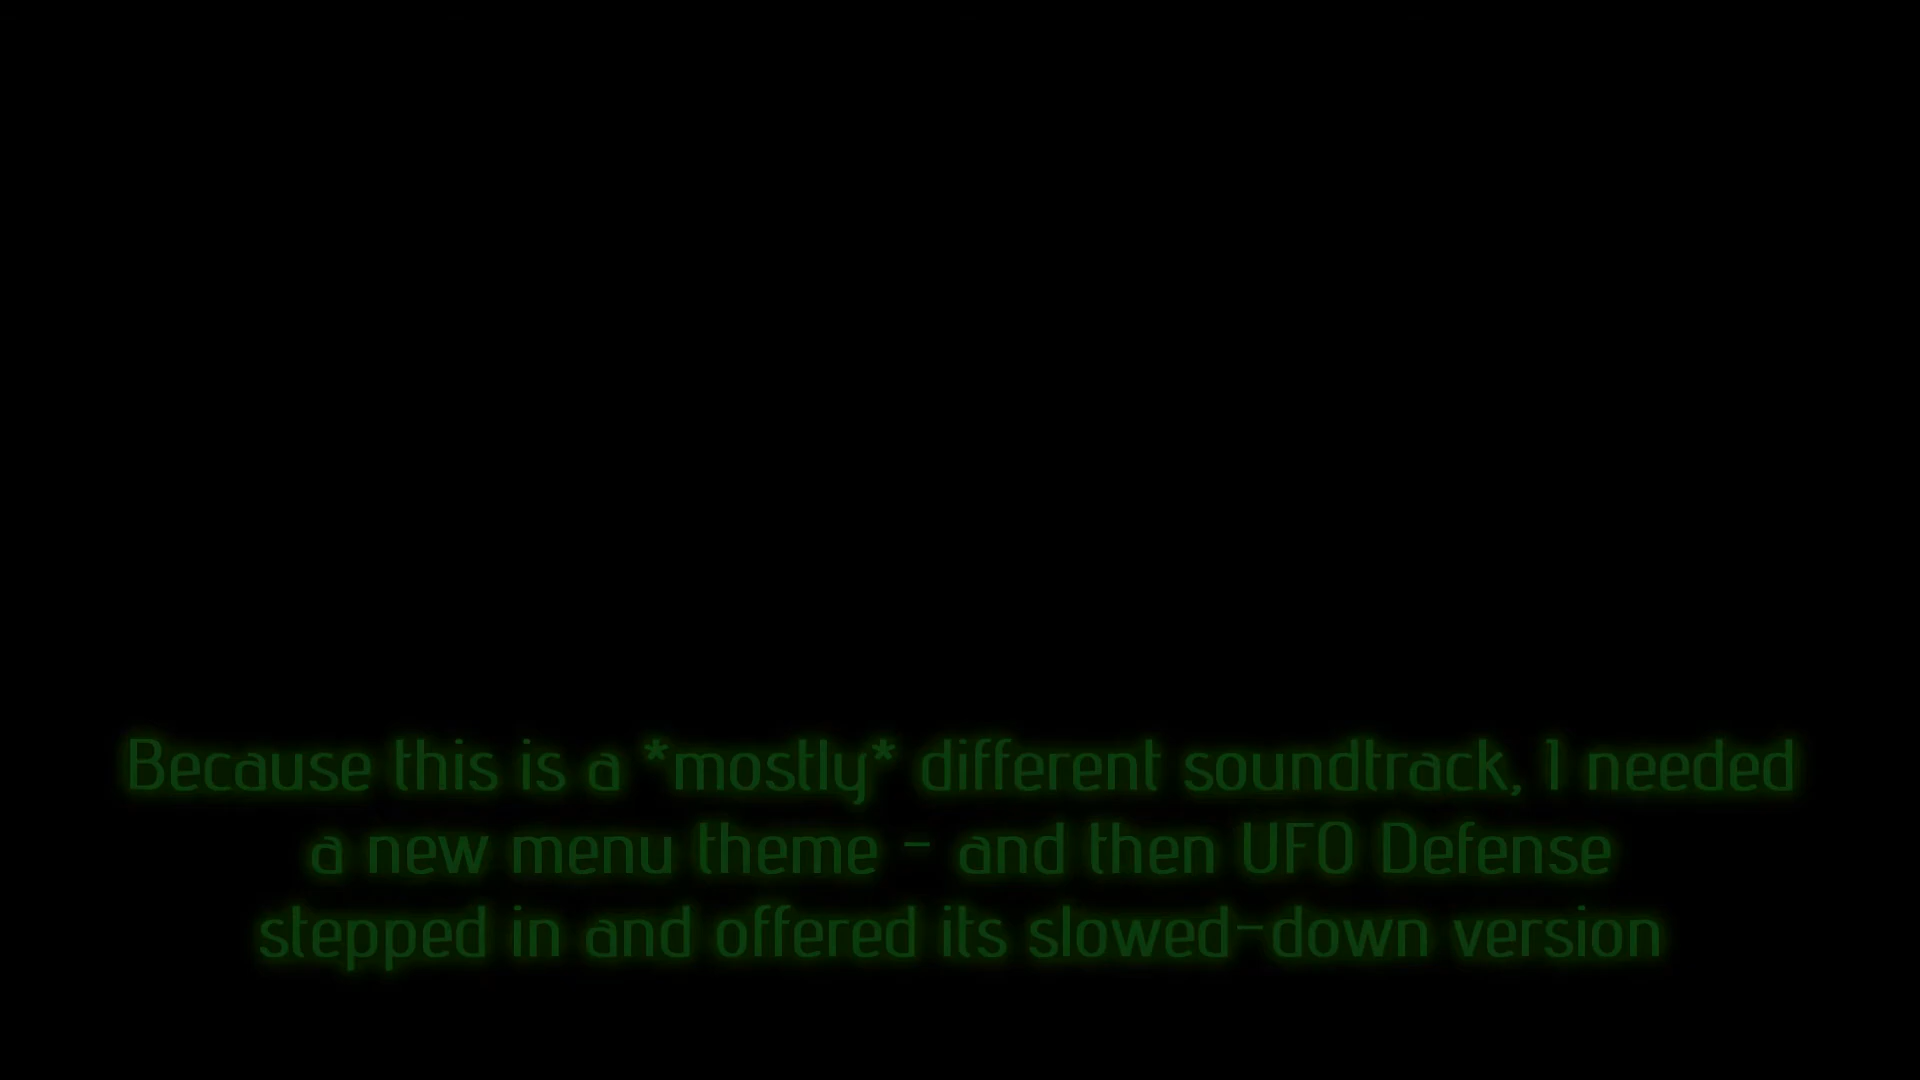 Because this is a *mostly* different soundtrack, I needed
a new menu theme - and then UFO Defense
stepped in and offered its slowed-down version